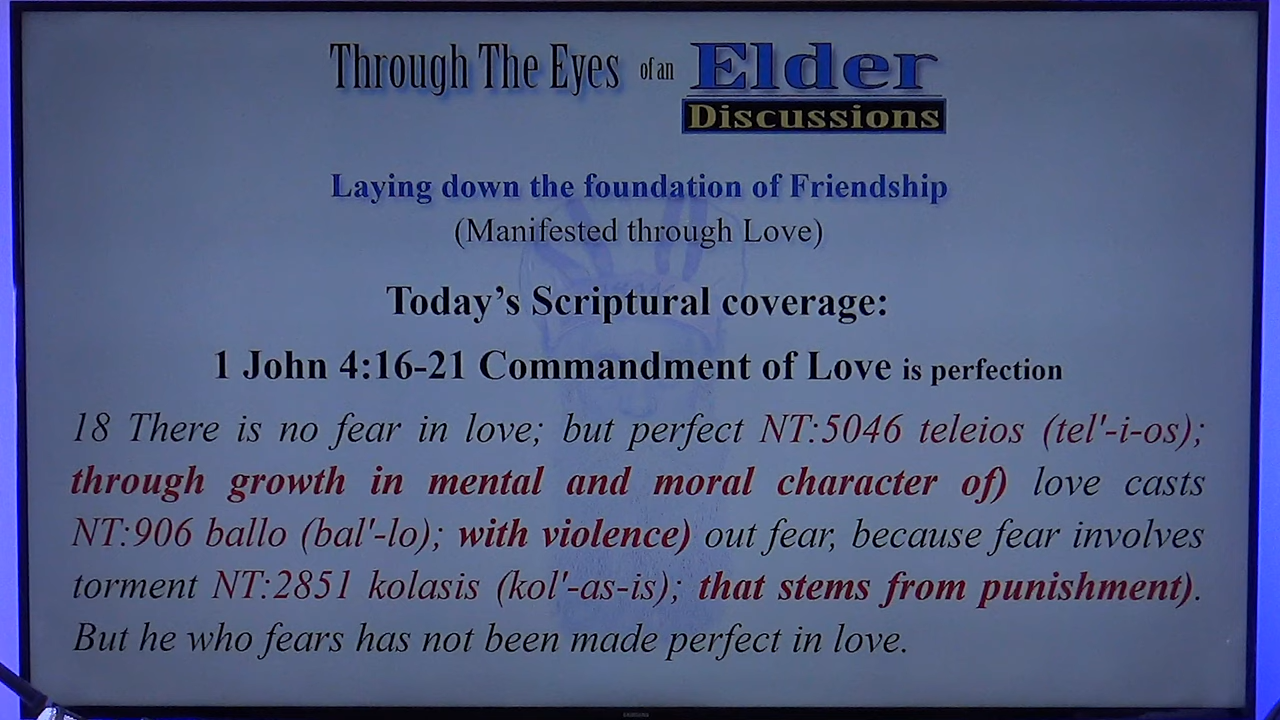 Through The Eyes of an Elder
Discussions
Laying down the foundation of Friendship
(Manifested through Love)
Today’s Scriptural coverage:
1 John 4:16-21 Commandment of Love is perfection
18 There is no fear in love; but perfect NT:5046 teleios (tel'-i-os);
through growth in mental and moral character of) love casts
NT:906 ballo (bal'-lo); with violence) out fear, because fear involves
torment NT:2851 kolasis (kol'-as-is); that stems from punishment).
But he who fears has not been made perfect in love.
SAMSUNG